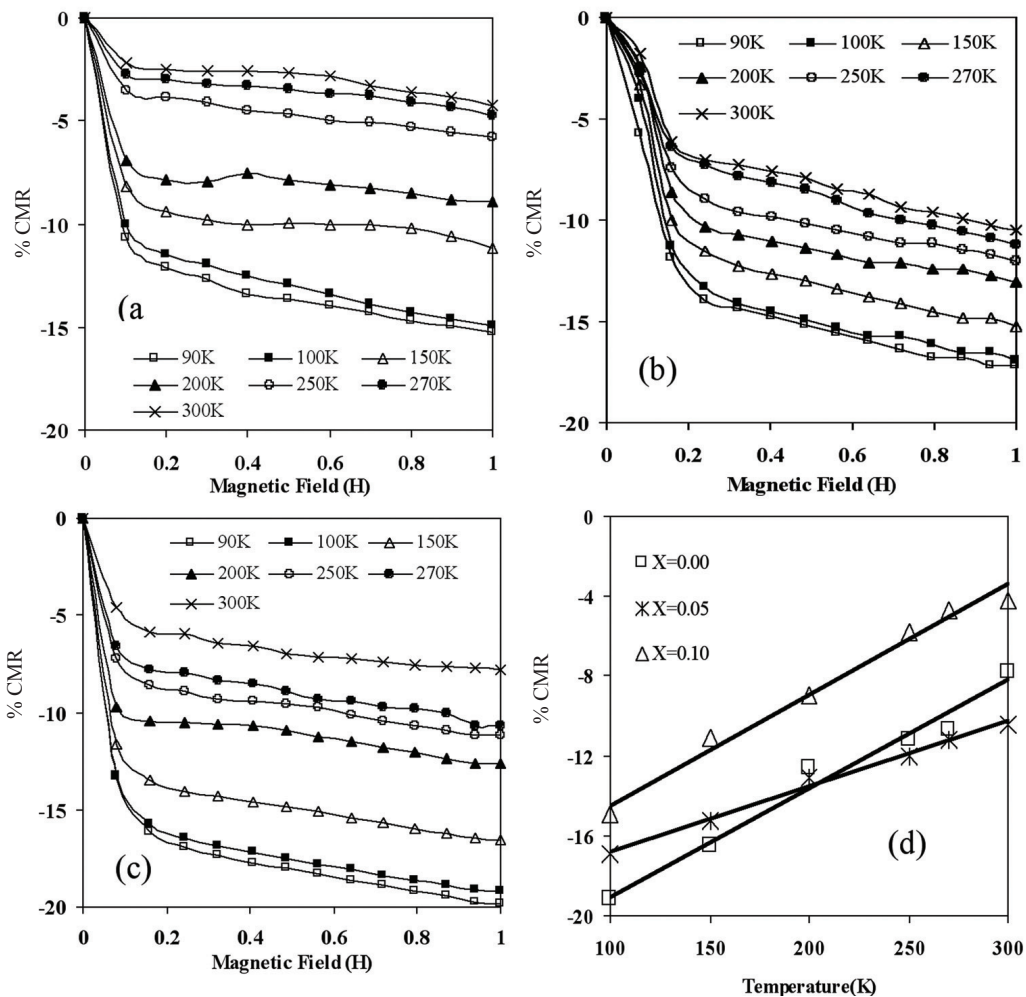 0
-5
-10
-15
-20
% CMR
(a
90K 100K 150K
200K 250K 270K
300K
0 0.2 0.4 0.6 0.8 1
Magnetic Field (H)
0
-5
-10
-15
-20
% CMR
90K 100K 150K
200K 250K 270K
300K
(b)
0 0.2 0.4 0.6 0.8 1
Magnetic Field (H)
0
-5
-10
-15
-20
% CMR
90K 100K 150K
200K 250K 270K
300K
(c)
0 0.2 0.4 0.6 0.8 1
Magnetic Field (H)
0
-4
-8
-12
-16
-20
% CMR
X=0.00
X=0.05
X=0.10
(d)
100 150 200 250 300
Temperature(K)